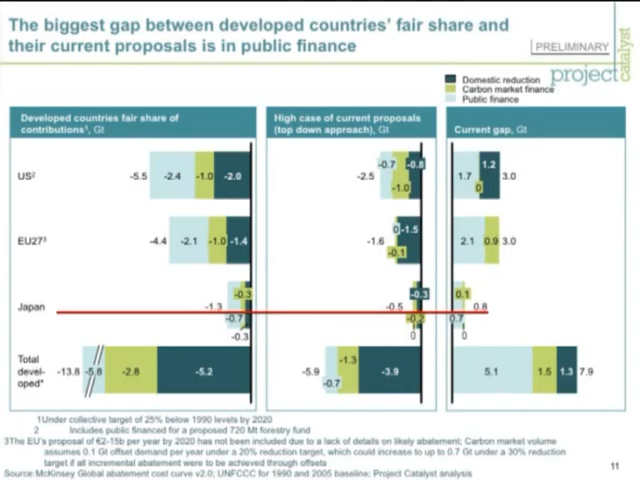 The biggest gap between developed countries' fair share and
their current proposals is in public finance
PRELIMINARY
project catalyst
Domestic reduction
Carbon market finance
Public finance
Developed countries fair share of
contributions¹, Gt
High case of current proposals
(top down approach), Gt
Current gap, Gt
US²
-5.5 -2.4 -1.0 -2.0
-2.5 -0.7 -1.0 -0.8
1.7 0 1.2 3.0
EU27³
-4.4 -2.1 -1.0 -1.4
-1.6 0 -0.1 -1.5
2.1 0.9 3.0
Japan
-1.3 -0.7 -0.3 -0.3
-0.5 0 -0.2 -0.3
0.7 0.1 0 0.8
Total
devel-
oped⁴
-13.8 -5.8 -2.8 -5.2
-5.9 -0.7 -1.3 -3.9
5.1 1.5 1.3 7.9
1Under collective target of 25% below 1990 levels by 2020
2 Includes public financed for a proposed 720 Mt forestry fund
3The EU's proposal of €2-15b per year by 2020 has not been included due to a lack of details on likely abatement; Carbon market volume
assumes 0.1 Gt offset demand per year under a 20% reduction target, which could increase to up to 0.7 Gt under a 30% reduction
target if all incremental abatement were to be achieved through offsets
Source:McKinsey Global abatement cost curve v2.0; UNFCCC for 1990 and 2005 baseline; Project Catalyst analysis
11